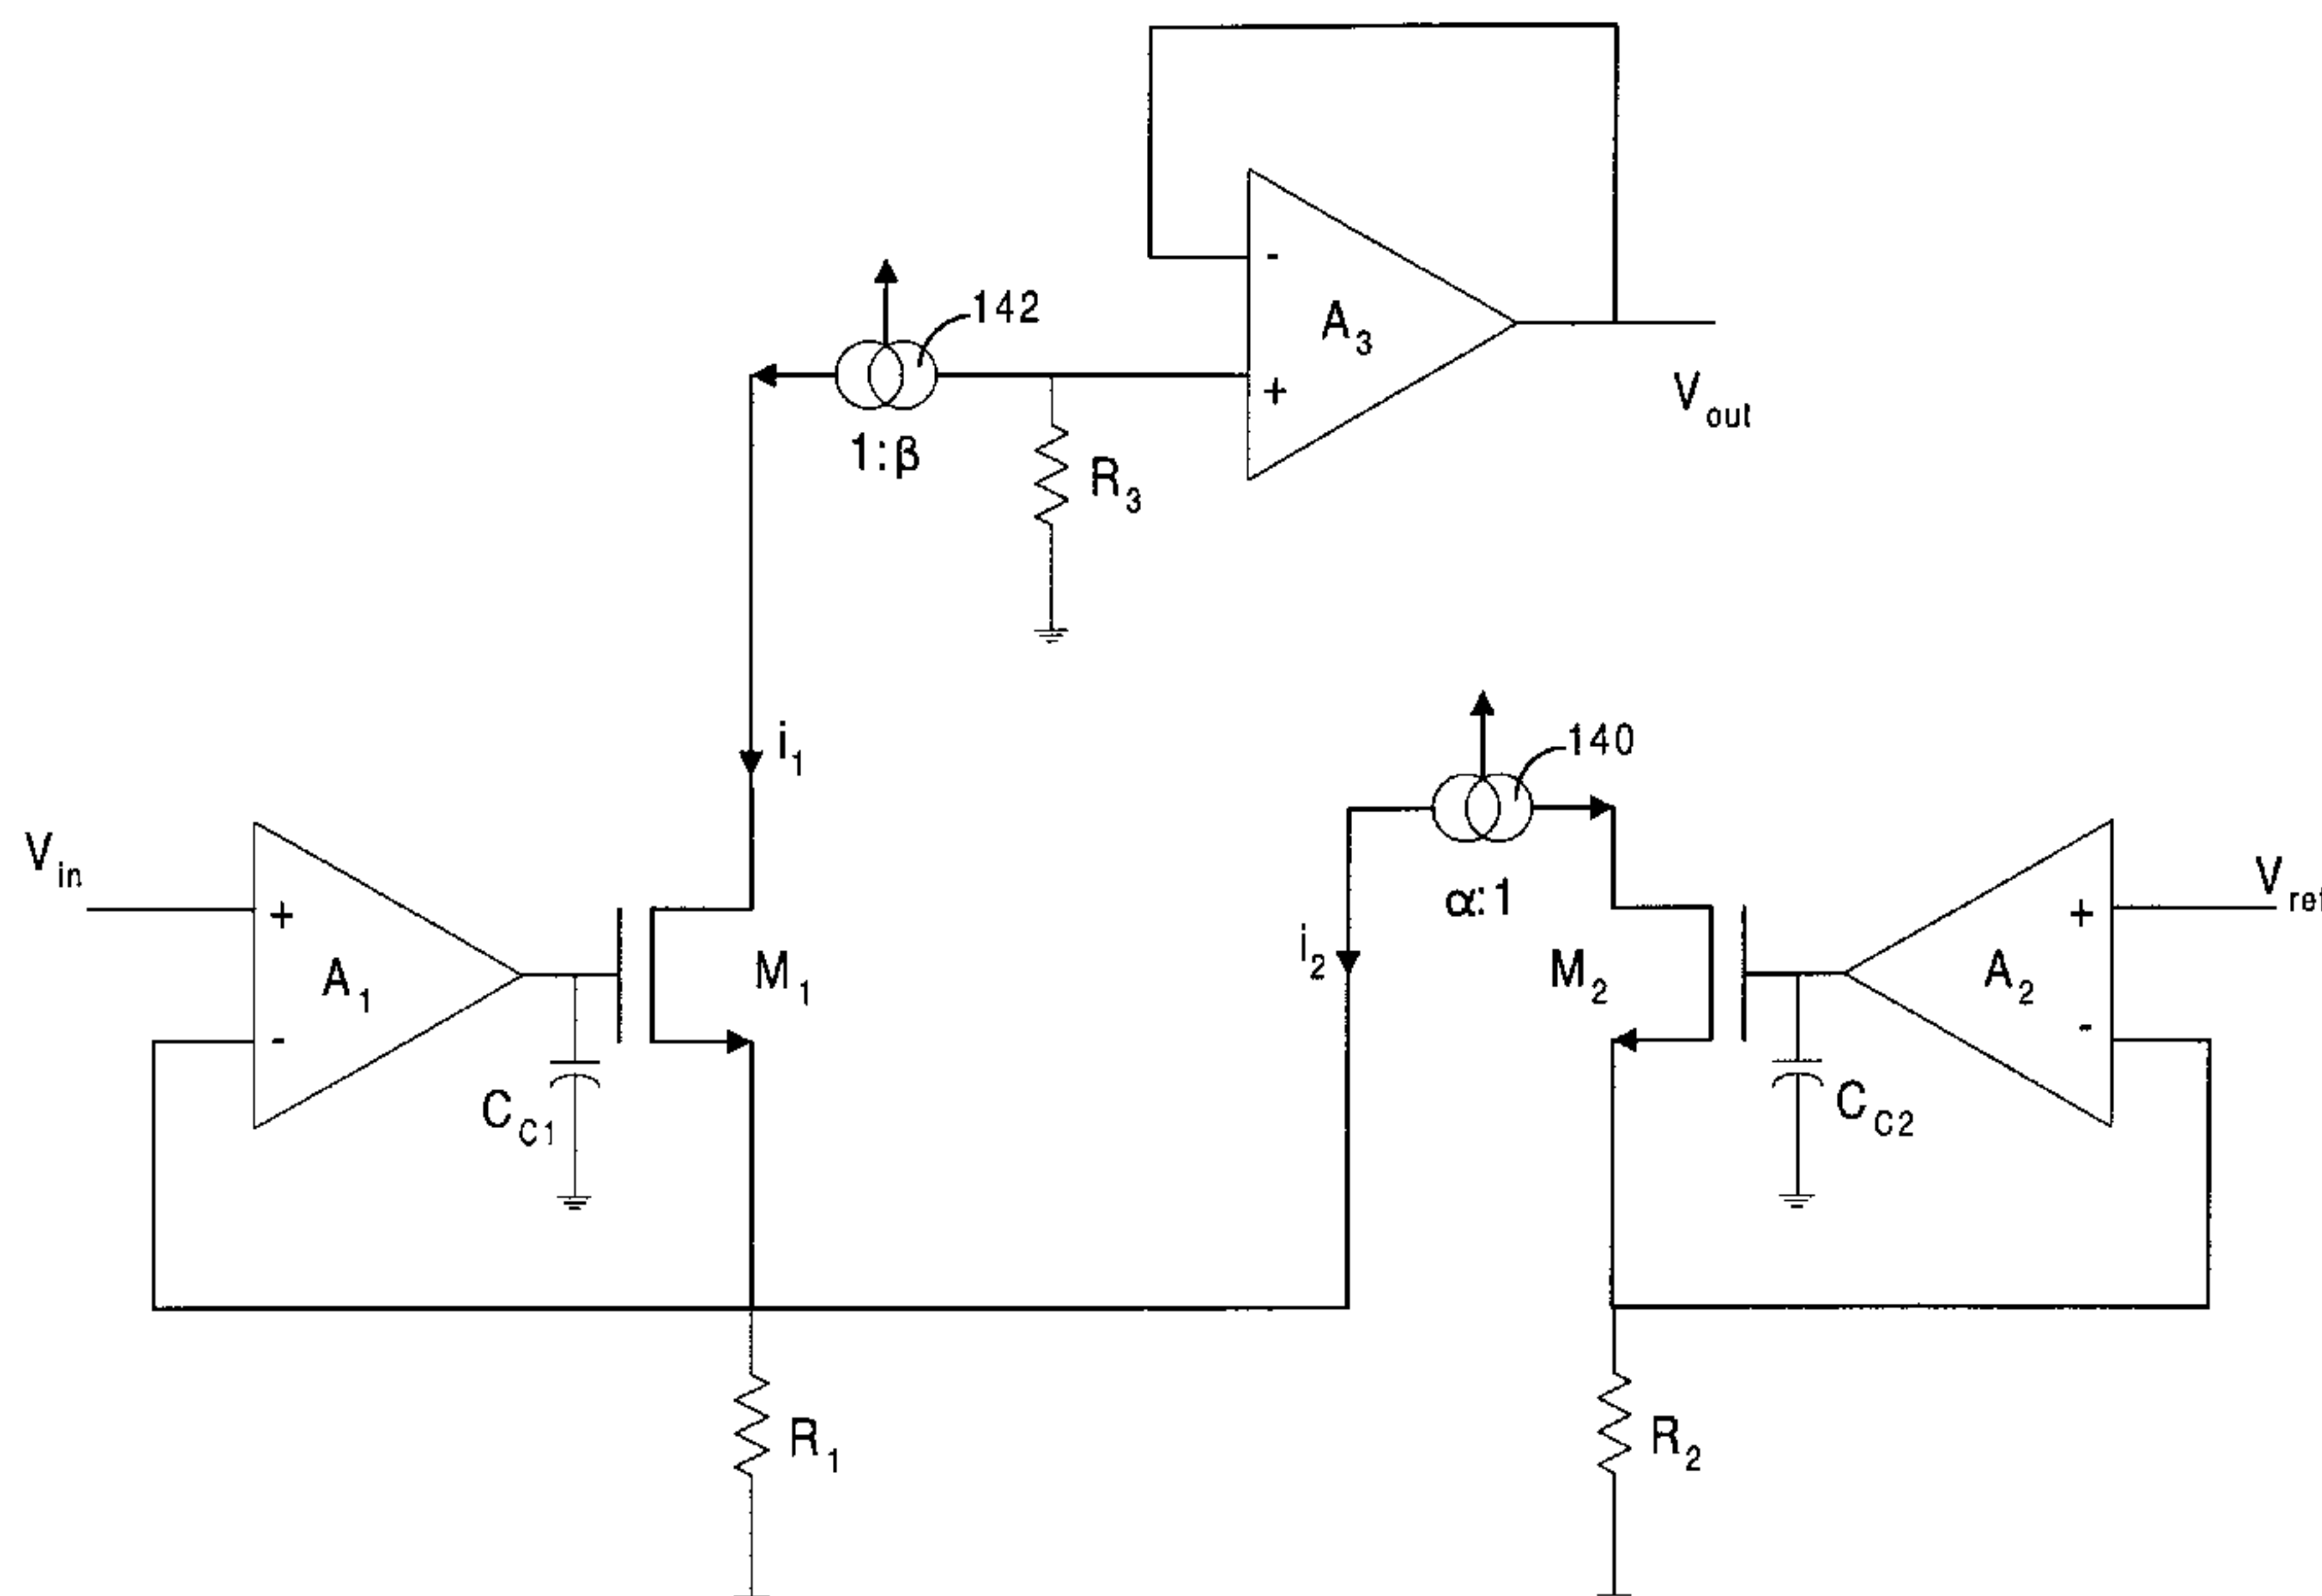 142
-
A3
+
Vout
1:β
R3
i1
140
Vin
α:1
Vref
+
+
i2
A1
M1
M2
A2
-
-
CC1
CC2
R1
R2